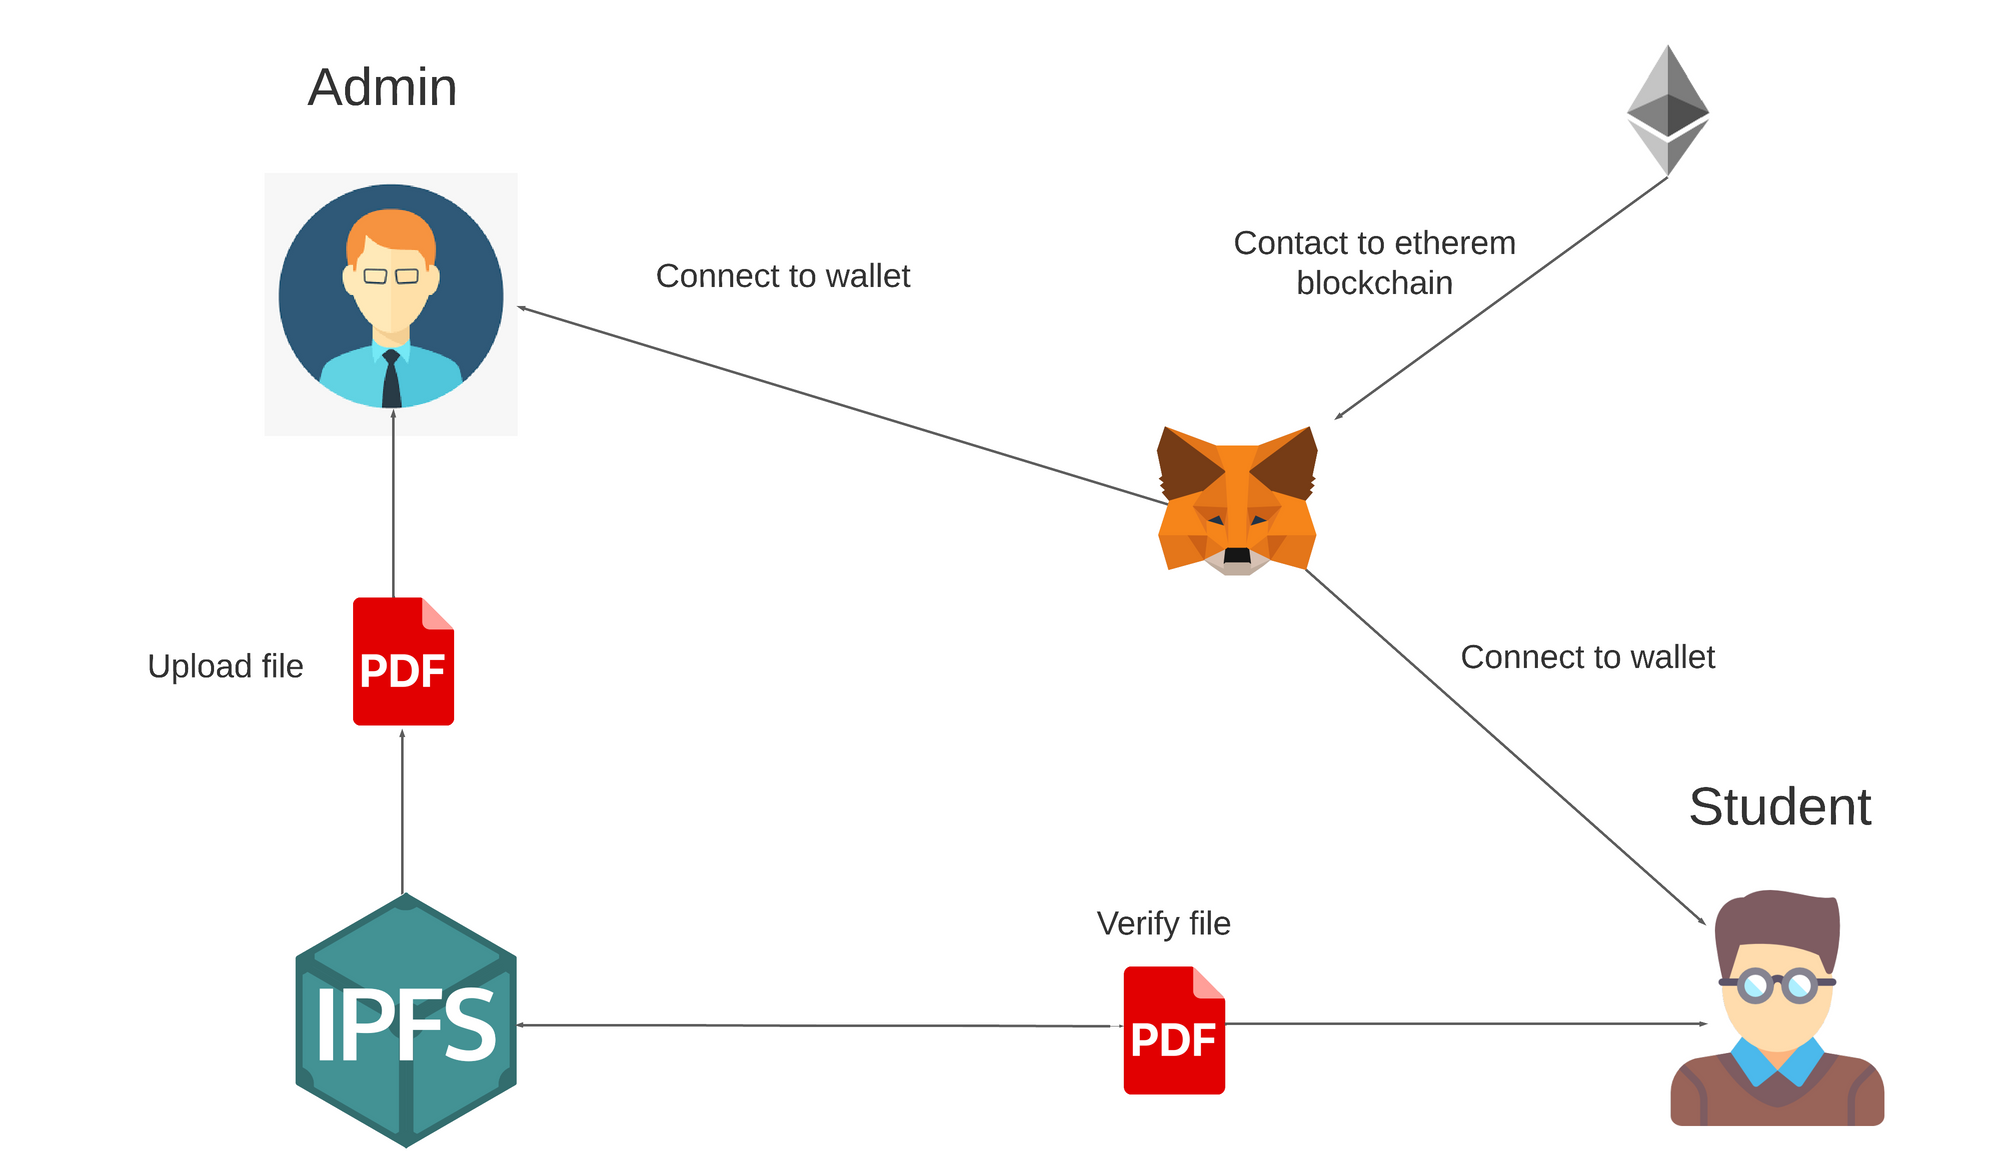 Admin
Connect to wallet
Contact to etherem
blockchain
Upload file
PDF
Connect to wallet
Student
Verify file
IPFS
PDF